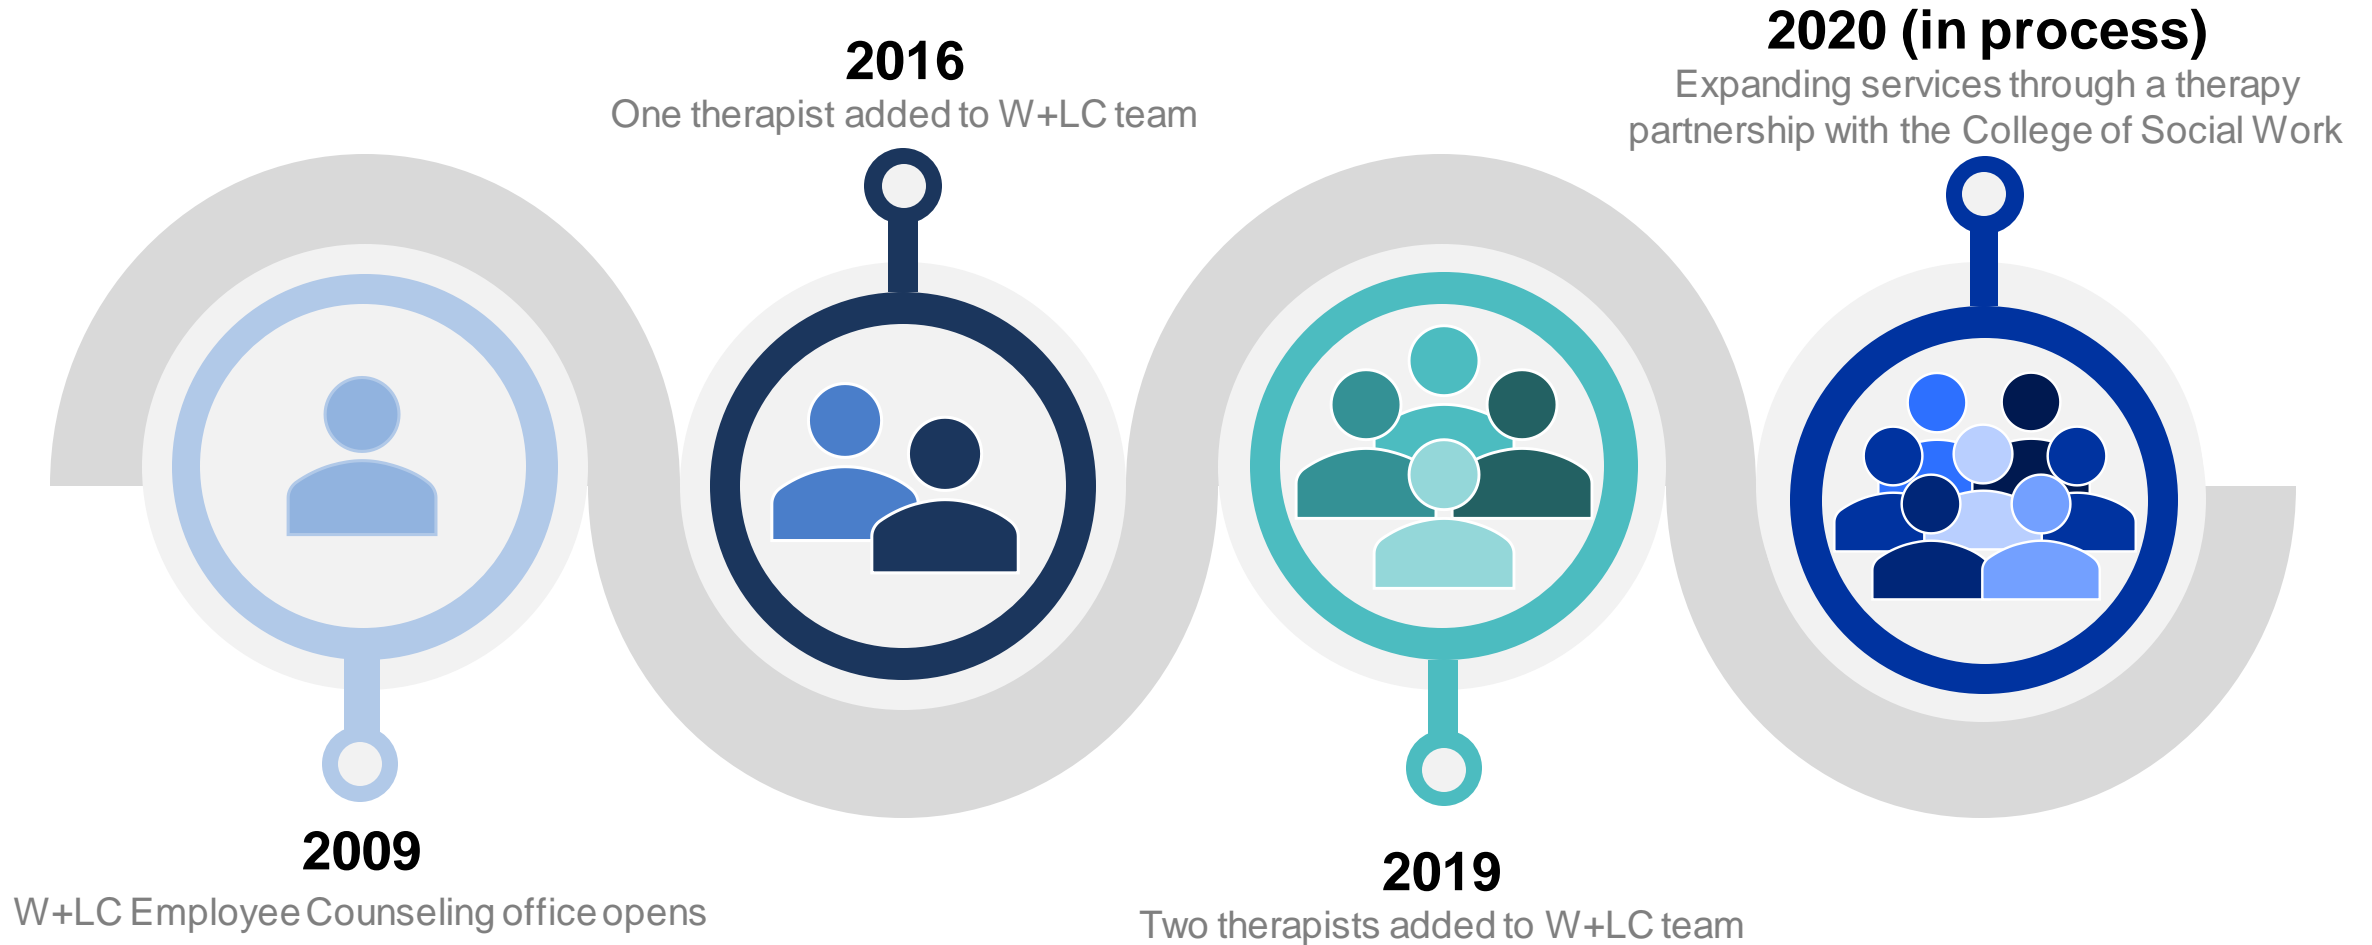 2009
W+LC Employee Counseling office opens
2016
One therapist added to W+LC team
2019
Two therapists added to W+LC team
2020 (in process)
Expanding services through a therapy
partnership with the College of Social Work